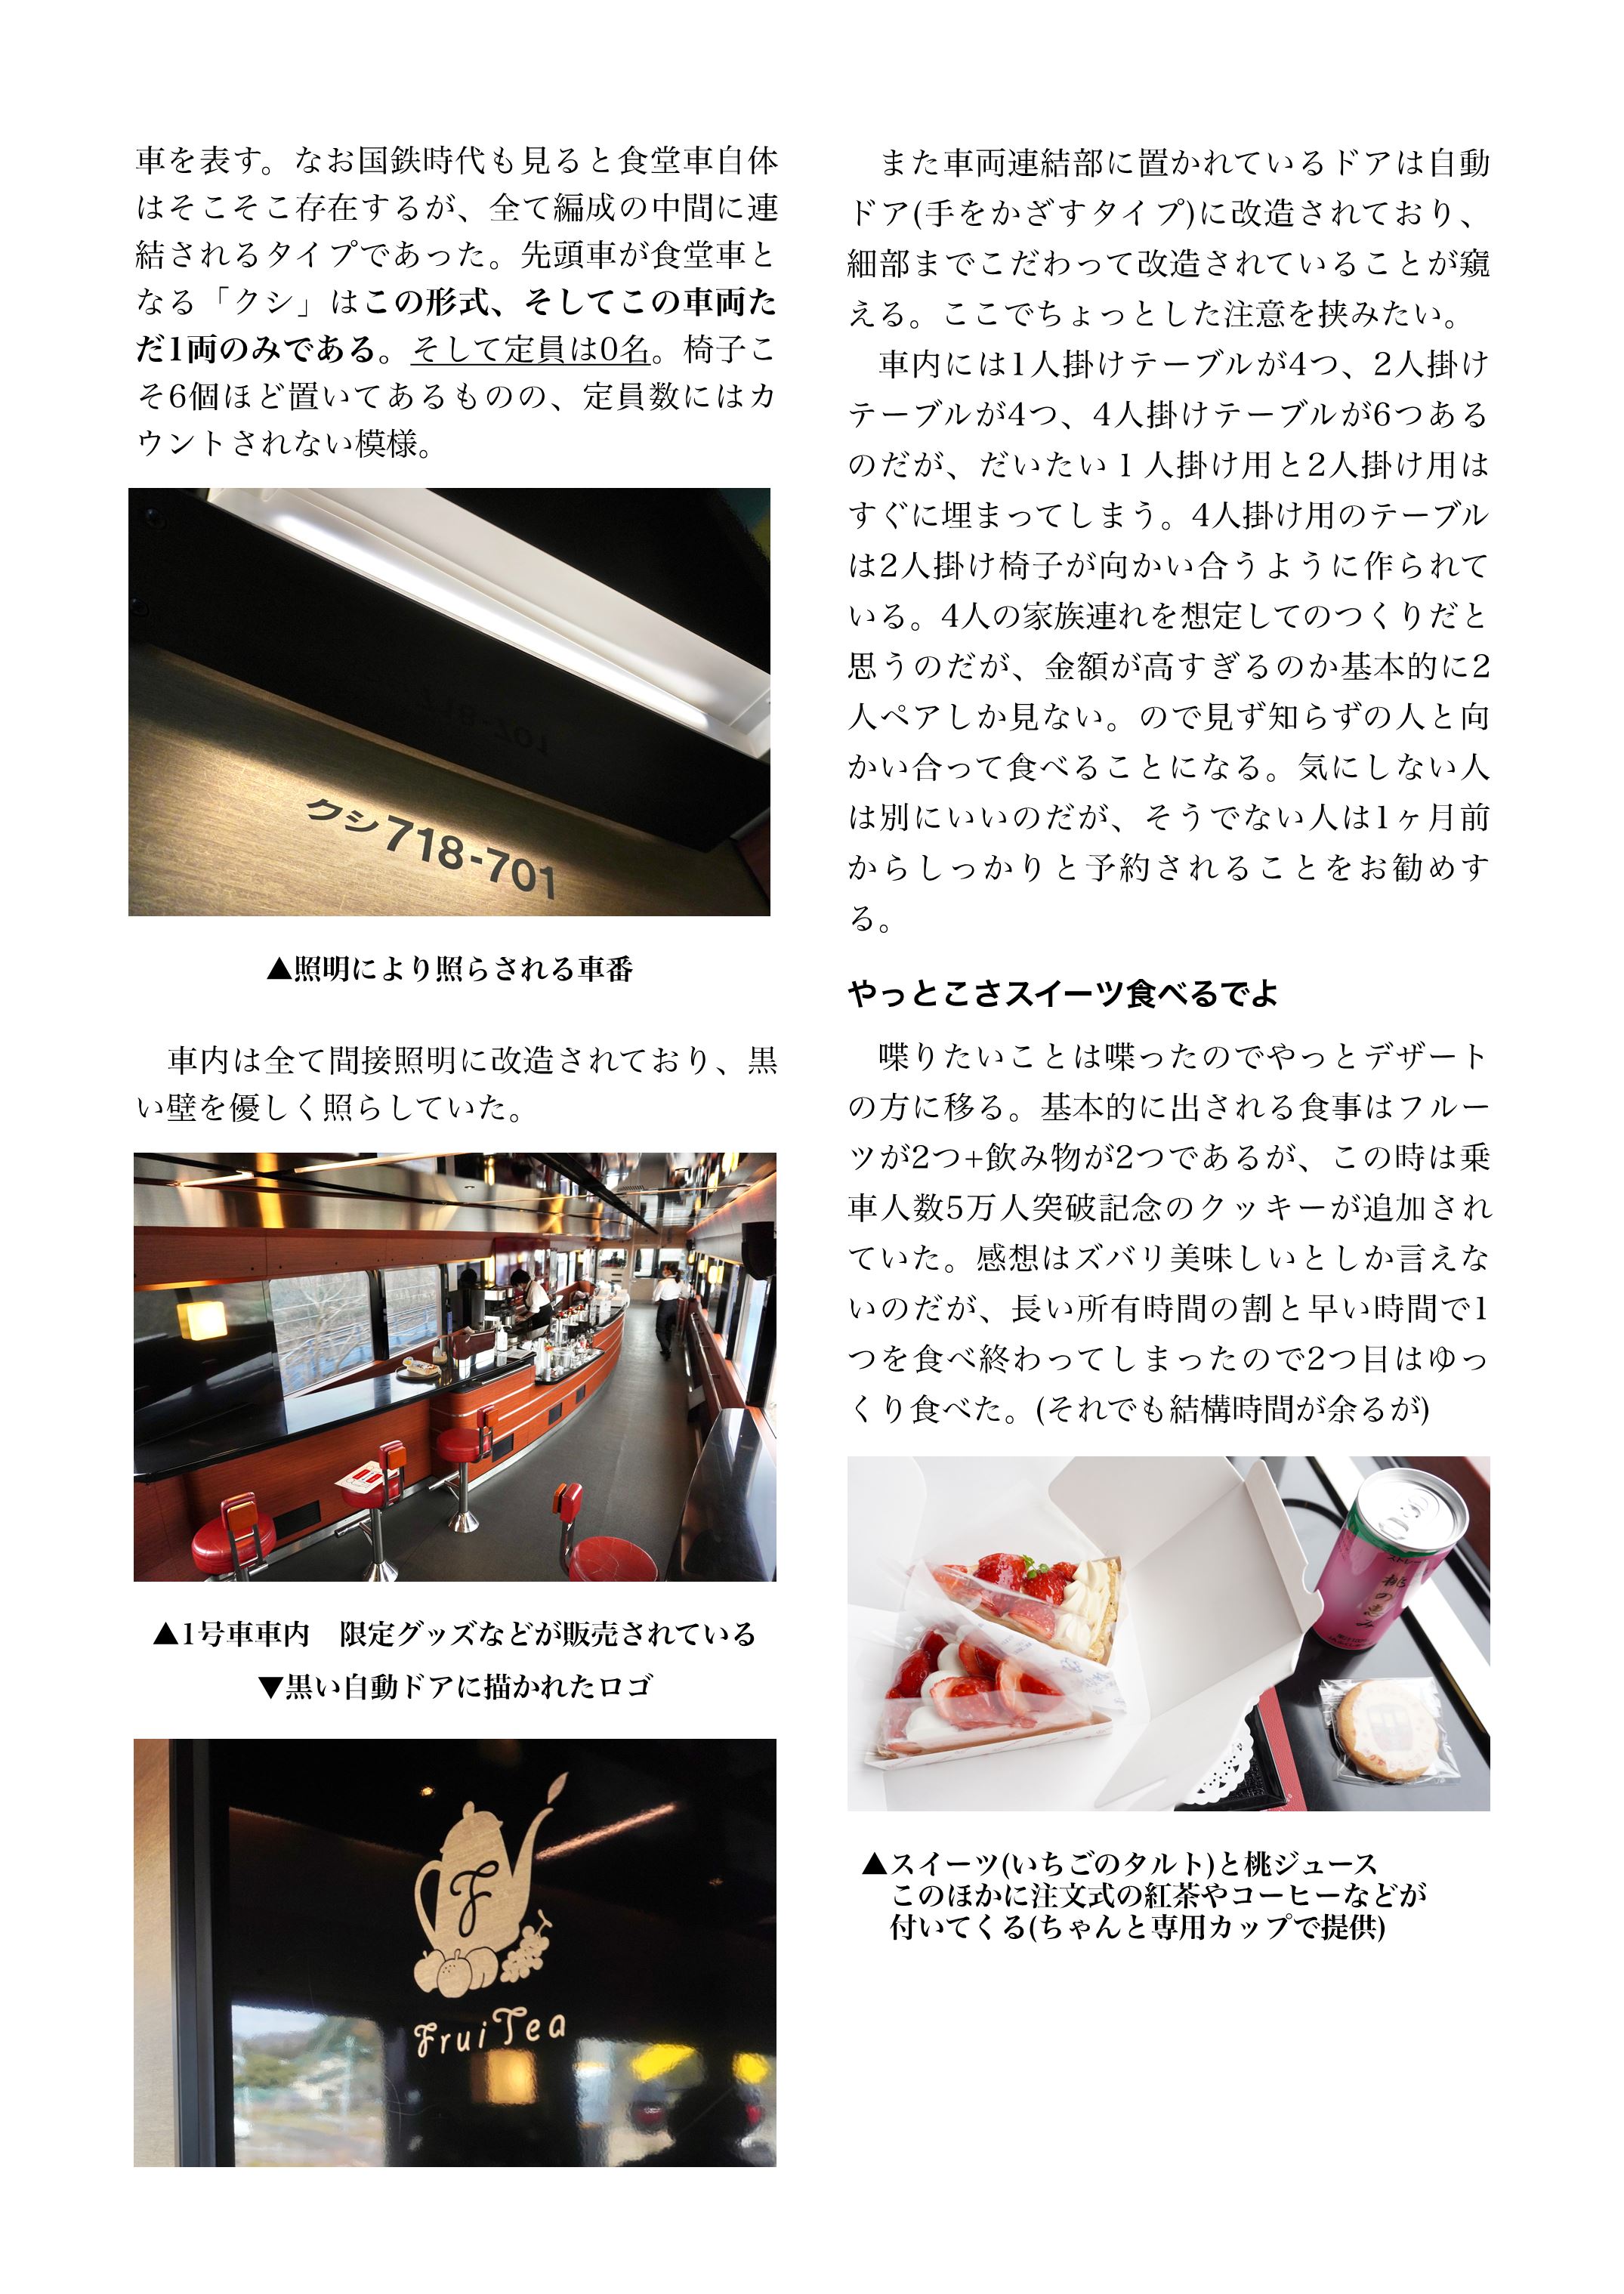 車を表す。なお国鉄時代も見ると食堂車自体
はそこそこ存在するが、全て編成の中間に連
結されるタイプであった。先頭車が食堂車と
なる「クシ」はこの形式、そしてこの車両た
だ1両のみである。そして定員は0名。椅子こ
そ6個ほど置いてあるものの、定員数にはカ
ウントされない模様。
クシ718-701
▲照明により照らされる車番
車内は全て間接照明に改造されており、黒
い壁を優しく照らしていた。
▲1号車車内　限定グッズなどが販売されている
▼黒い自動ドアに描かれたロゴ
F
FruiTea
また車両連結部に置かれているドアは自動
ドア(手をかざすタイプ)に改造されており、
細部までこだわって改造されていることが窺
える。ここでちょっとした注意を挟みたい。
車内には1人掛けテーブルが4つ、2人掛け
テーブルが4つ、4人掛けテーブルが6つある
のだが、だいたい１人掛け用と2人掛け用は
すぐに埋まってしまう。4人掛け用のテーブル
は2人掛け椅子が向かい合うように作られて
いる。4人の家族連れを想定してのつくりだと
思うのだが、金額が高すぎるのか基本的に2
人ペアしか見ない。ので見ず知らずの人と向
かい合って食べることになる。気にしない人
は別にいいのだが、そうでない人は1ヶ月前
からしっかりと予約されることをお勧めす
る。
やっとこさスイーツ食べるでよ
喋りたいことは喋ったのでやっとデザート
の方に移る。基本的に出される食事はフルー
ツが2つ+飲み物が2つであるが、この時は乗
車人数5万人突破記念のクッキーが追加され
ていた。感想はズバリ美味しいとしか言えな
いのだが、長い所有時間の割と早い時間で1
つを食べ終わってしまったので2つ目はゆっ
くり食べた。(それでも結構時間が余るが)
桃の恵み
▲スイーツ(いちごのタルト)と桃ジュース
このほかに注文式の紅茶やコーヒーなどが
付いてくる(ちゃんと専用カップで提供)